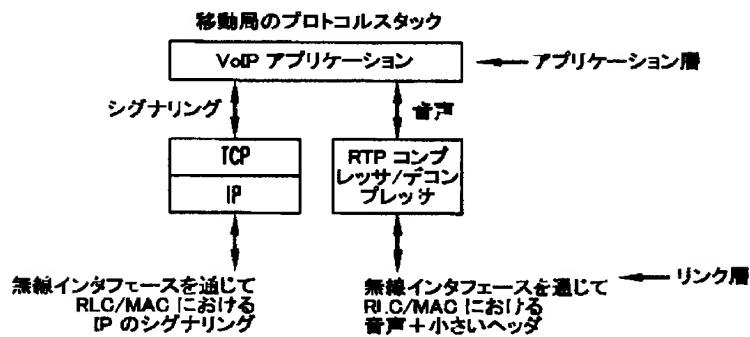 移動局のプロトコルスタック
VoIP アプリケーション
アプリケーション層
シグナリング
音声
TCP
IP
RTP コンプ
レッサ/デコン
プレッサ
無線インタフェースを通じて
RLC/MAC における
IP のシグナリング
無線インタフェースを通じて
RLC/MAC における
音声+小さいヘッダ
リンク層